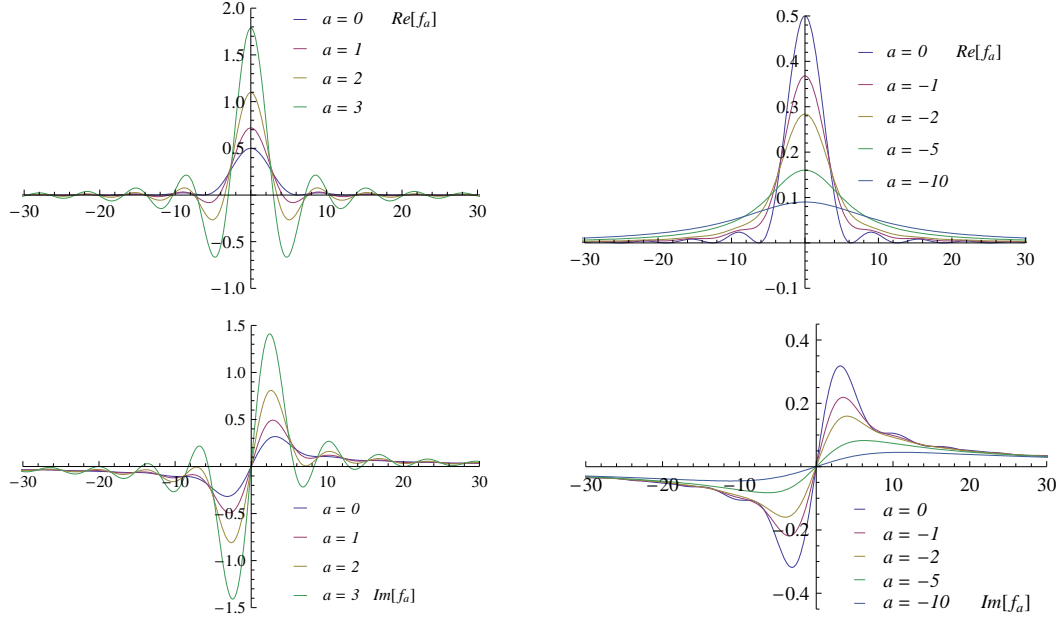 2.0
a = 0 Re[fₐ]
1.5
a = 1
a = 2
1.0
a = 3
0.5
−30 −20 −10 10 20 30
−0.5
−1.0
0.5
a = 0 Re[fₐ]
0.4
a = −1
0.3
a = −2
0.2
a = −5
a = −10
0.1
−30 −20 −10 10 20 30
−0.1
1.5
1.0
0.5
−30 −20 −10 10 20 30
−0.5
a = 0
a = 1
−1.0
a = 2
a = 3 Im[fₐ]
−1.5
0.4
0.2
−30 −20 −10 10 20 30
a = 0
−0.2
a = −1
a = −2
a = −5
−0.4
a = −10 Im[fₐ]